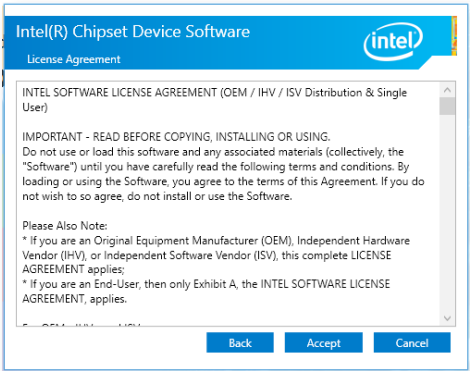 Intel(R) Chipset Device Software
intel
License Agreement
INTEL SOFTWARE LICENSE AGREEMENT (OEM / IHV / ISV Distribution & Single
User)
IMPORTANT - READ BEFORE COPYING, INSTALLING OR USING.
Do not use or load this software and any associated materials (collectively, the
"Software") until you have carefully read the following terms and conditions. By
loading or using the Software, you agree to the terms of this Agreement. If you do
not wish to so agree, do not install or use the Software.
Please Also Note:
* If you are an Original Equipment Manufacturer (OEM), Independent Hardware
Vendor (IHV), or Independent Software Vendor (ISV), this complete LICENSE
AGREEMENT applies;
* If you are an End-User, then only Exhibit A, the INTEL SOFTWARE LICENSE
AGREEMENT, applies.
Back
Accept
Cancel